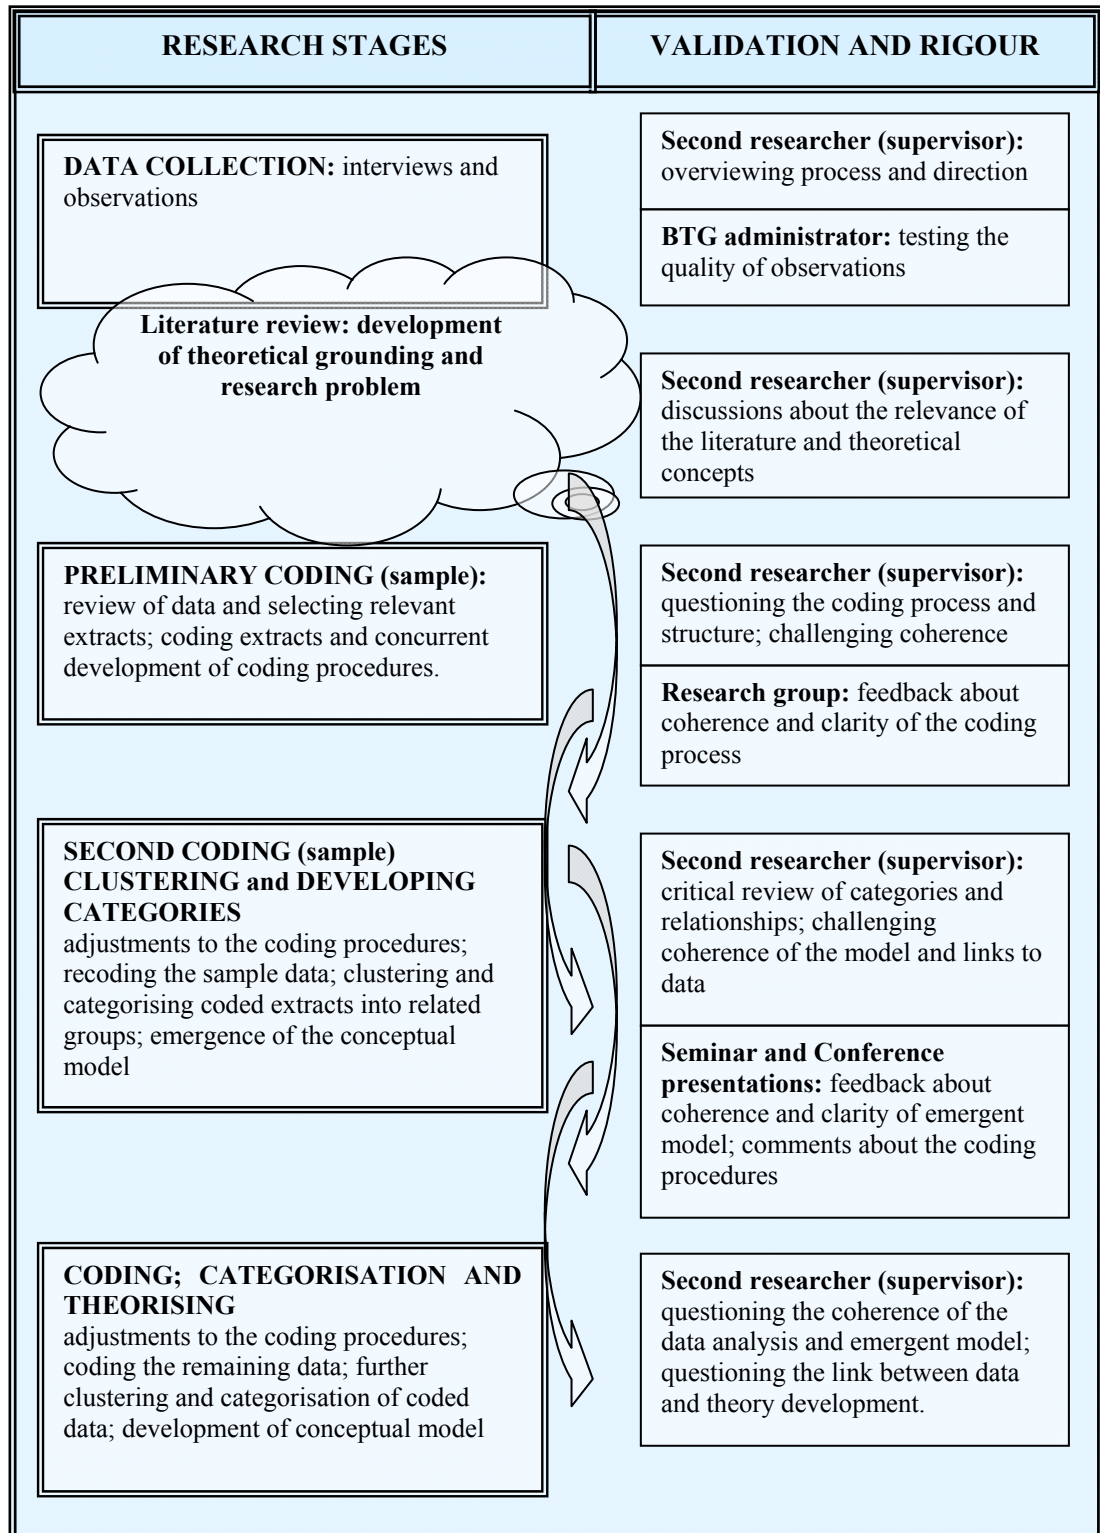 RESEARCH STAGES
VALIDATION AND RIGOUR
DATA COLLECTION: interviews and
observations
Second researcher (supervisor):
overviewing process and direction
BTG administrator: testing the
quality of observations
Literature review: development
of theoretical grounding and
research problem
Second researcher (supervisor):
discussions about the relevance of
the literature and theoretical
concepts
PRELIMINARY CODING (sample):
review of data and selecting relevant
extracts; coding extracts and concurrent
development of coding procedures.
Second researcher (supervisor):
questioning the coding process and
structure; challenging coherence
Research group: feedback about
coherence and clarity of the coding
process
SECOND CODING (sample)
CLUSTERING and DEVELOPING
CATEGORIES
adjustments to the coding procedures;
recoding the sample data; clustering and
categorising coded extracts into related
groups; emergence of the conceptual
model
Second researcher (supervisor):
critical review of categories and
relationships; challenging
coherence of the model and links to
data
Seminar and Conference
presentations: feedback about
coherence and clarity of emergent
model; comments about the coding
procedures
CODING; CATEGORISATION AND
THEORISING
adjustments to the coding procedures;
coding the remaining data; further
clustering and categorisation of coded
data; development of conceptual model
Second researcher (supervisor):
questioning the coherence of the
data analysis and emergent model;
questioning the link between data
and theory development.